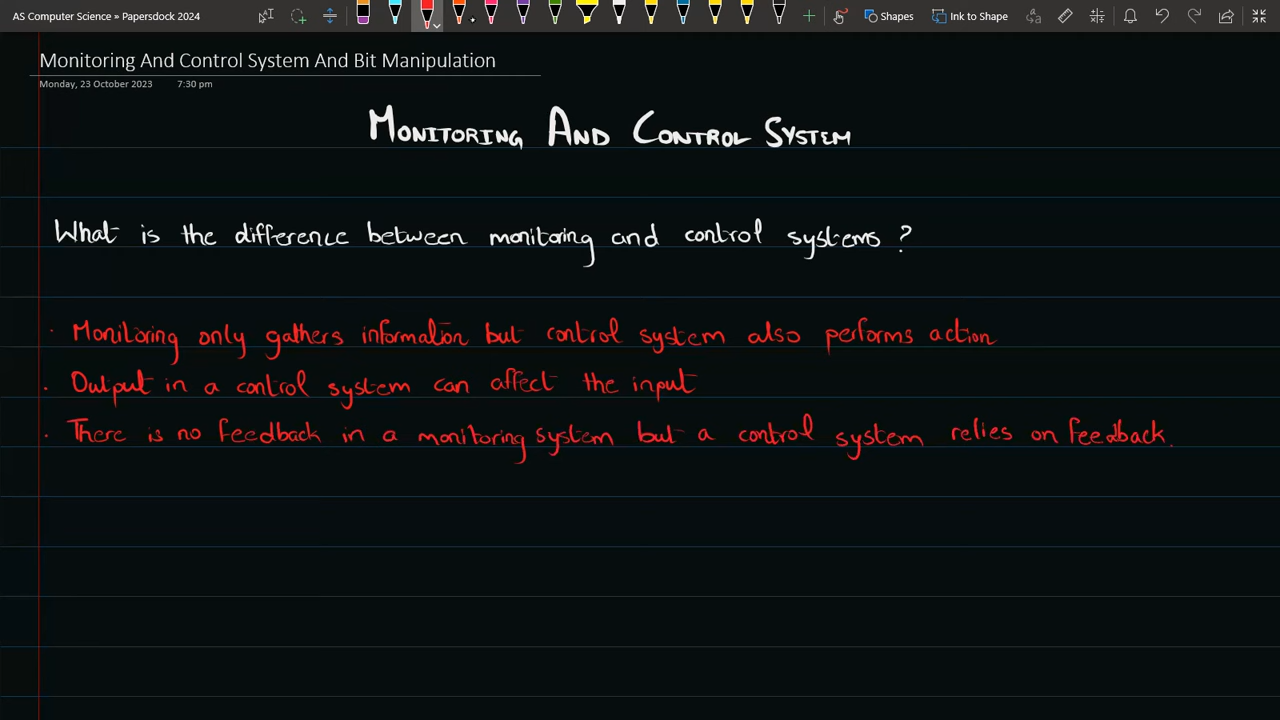 AS Computer Science » Papersdock 2024
Shapes
Ink to Shape
Monitoring And Control System And Bit Manipulation
Monday, 23 October 2023 7:30 pm
MONITORING AND CONTROL SYSTEM
What is the difference between monitoring and control systems ?
· Monitoring only gathers information but control system also performs action
· Output in a control system can affect the input
· There is no feedback in a monitoring system but a control system relies on feedback.